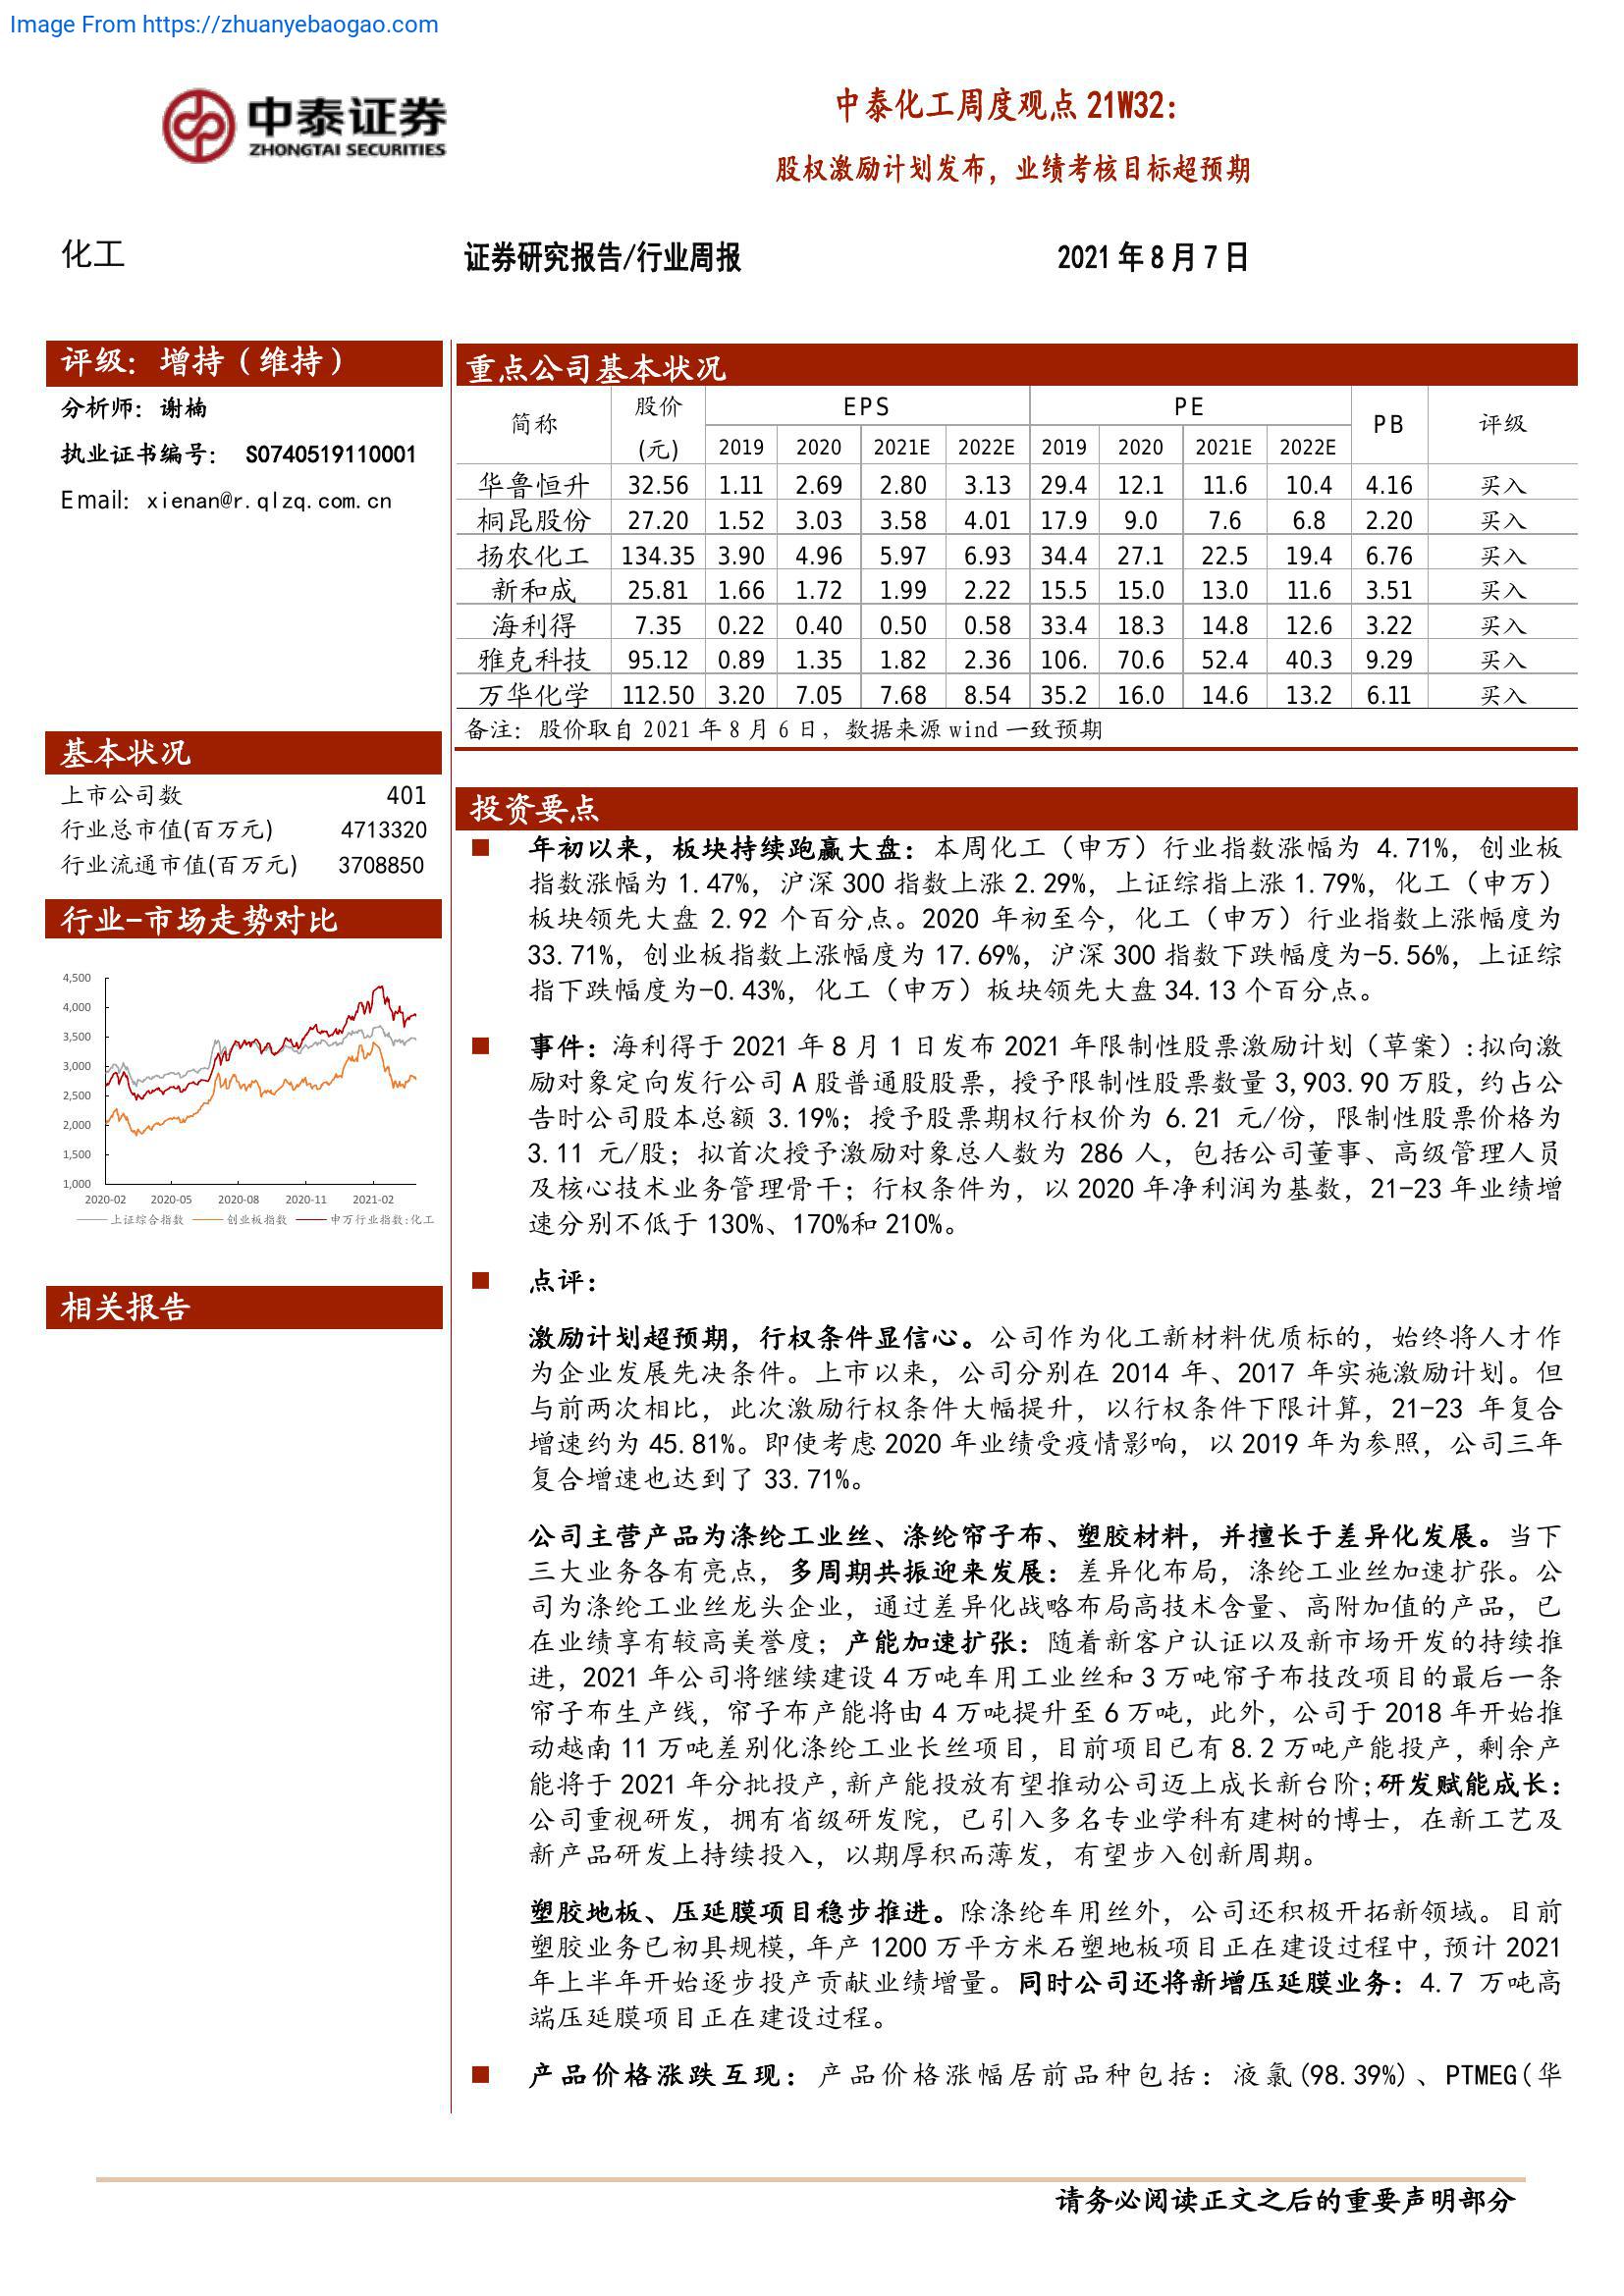 Image From https://zhuanyebaogao.com
中泰证券
ZHONGTAI SECURITIES
中泰化工周度观点 21W32：
股权激励计划发布，业绩考核目标超预期
化工 证券研究报告/行业周报 2021年8月7日
评级：增持（维持）
分析师：谢楠
执业证书编号： S0740519110001
Email: xienan@r.qlzq.com.cn
基本状况
上市公司数 401
行业总市值(百万元) 4713320
行业流通市值(百万元) 3708850
行业-市场走势对比
4,500
4,000
3,500
3,000
2,500
2,000
1,500
1,000
2020-02 2020-05 2020-08 2020-11 2021-02
上证综合指数 创业板指数 申万行业指数:化工
相关报告
重点公司基本状况
简称 股价(元) EPS PE PB 评级
2019 2020 2021E 2022E 2019 2020 2021E 2022E
华鲁恒升 32.56 1.11 2.69 2.80 3.13 29.4 12.1 11.6 10.4 4.16 买入
桐昆股份 27.20 1.52 3.03 3.58 4.01 17.9 9.0 7.6 6.8 2.20 买入
扬农化工 134.35 3.90 4.96 5.97 6.93 34.4 27.1 22.5 19.4 6.76 买入
新和成 25.81 1.66 1.72 1.99 2.22 15.5 15.0 13.0 11.6 3.51 买入
海利得 7.35 0.22 0.40 0.50 0.58 33.4 18.3 14.8 12.6 3.22 买入
雅克科技 95.12 0.89 1.35 1.82 2.36 106. 70.6 52.4 40.3 9.29 买入
万华化学 112.50 3.20 7.05 7.68 8.54 35.2 16.0 14.6 13.2 6.11 买入
备注：股价取自 2021 年 8 月 6 日，数据来源 wind 一致预期
投资要点
年初以来，板块持续跑赢大盘：本周化工（申万）行业指数涨幅为 4.71%，创业板
指数涨幅为 1.47%，沪深 300 指数上涨 2.29%，上证综指上涨 1.79%，化工（申万）
板块领先大盘 2.92 个百分点。2020 年初至今，化工（申万）行业指数上涨幅度为
33.71%，创业板指数上涨幅度为 17.69%，沪深 300 指数下跌幅度为-5.56%，上证综
指下跌幅度为-0.43%，化工（申万）板块领先大盘 34.13 个百分点。
事件：海利得于 2021 年 8 月 1 日发布 2021 年限制性股票激励计划（草案）:拟向激
励对象定向发行公司 A 股普通股股票，授予限制性股票数量 3,903.90 万股，约占公
告时公司股本总额 3.19%；授予股票期权行权价为 6.21 元/份，限制性股票价格为
3.11 元/股；拟首次授予激励对象总人数为 286 人，包括公司董事、高级管理人员
及核心技术业务管理骨干；行权条件为，以 2020 年净利润为基数，21-23 年业绩增
速分别不低于 130%、170%和 210%。
点评：
激励计划超预期，行权条件显信心。公司作为化工新材料优质标的，始终将人才作
为企业发展先决条件。上市以来，公司分别在 2014 年、2017 年实施激励计划。但
与前两次相比，此次激励行权条件大幅提升，以行权条件下限计算，21-23 年复合
增速约为 45.81%。即使考虑 2020 年业绩受疫情影响，以 2019 年为参照，公司三年
复合增速也达到了 33.71%。
公司主营产品为涤纶工业丝、涤纶帘子布、塑胶材料，并擅长于差异化发展。当下
三大业务各有亮点，多周期共振迎来发展：差异化布局，涤纶工业丝加速扩张。公
司为涤纶工业丝龙头企业，通过差异化战略布局高技术含量、高附加值的产品，已
在业绩享有较高美誉度；产能加速扩张：随着新客户认证以及新市场开发的持续推
进，2021 年公司将继续建设 4 万吨车用工业丝和 3 万吨帘子布技改项目的最后一条
帘子布生产线，帘子布产能将由 4 万吨提升至 6 万吨，此外，公司于 2018 年开始推
动越南 11 万吨差别化涤纶工业长丝项目，目前项目已有 8.2 万吨产能投产，剩余产
能将于 2021 年分批投产,新产能投放有望推动公司迈上成长新台阶;研发赋能成长：
公司重视研发，拥有省级研发院，已引入多名专业学科有建树的博士，在新工艺及
新产品研发上持续投入，以期厚积而薄发，有望步入创新周期。
塑胶地板、压延膜项目稳步推进。除涤纶车用丝外，公司还积极开拓新领域。目前
塑胶业务已初具规模，年产 1200 万平方米石塑地板项目正在建设过程中，预计 2021
年上半年开始逐步投产贡献业绩增量。同时公司还将新增压延膜业务：4.7 万吨高
端压延膜项目正在建设过程。
产品价格涨跌互现：产品价格涨幅居前品种包括：液氯(98.39%)、PTMEG(华
请务必阅读正文之后的重要声明部分